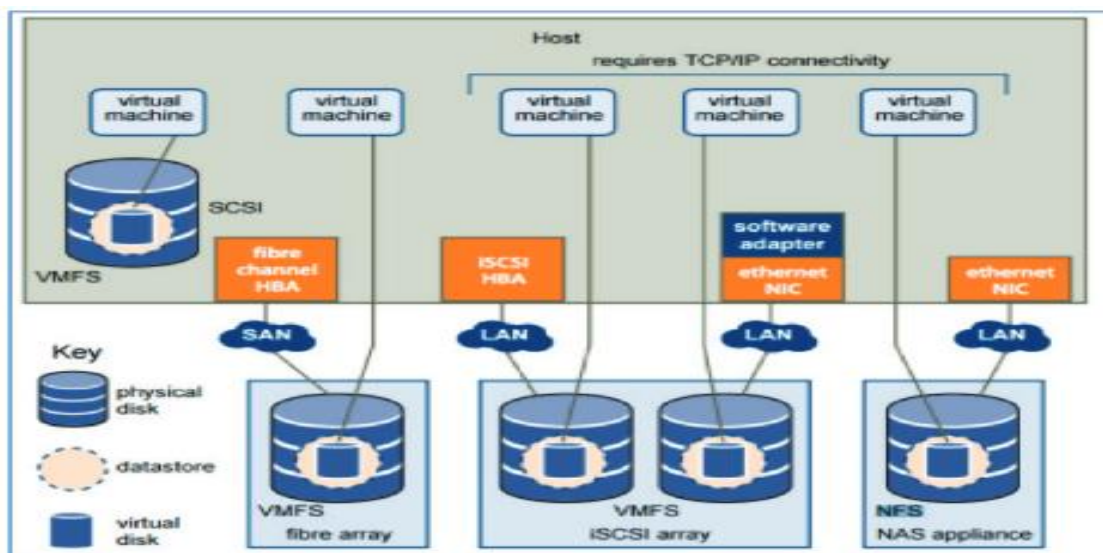 Host
requires TCP/IP connectivity
virtual
machine
virtual
machine
virtual
machine
virtual
machine
virtual
machine
SCSI
VMFS
fibre
channel
HBA
iSCSI
HBA
software
adapter
ethernet
NIC
ethernet
NIC
SAN
LAN
LAN
LAN
Key
physical
disk
datastore
virtual
disk
VMFS
fibre array
VMFS
iSCSI array
NFS
NAS appliance